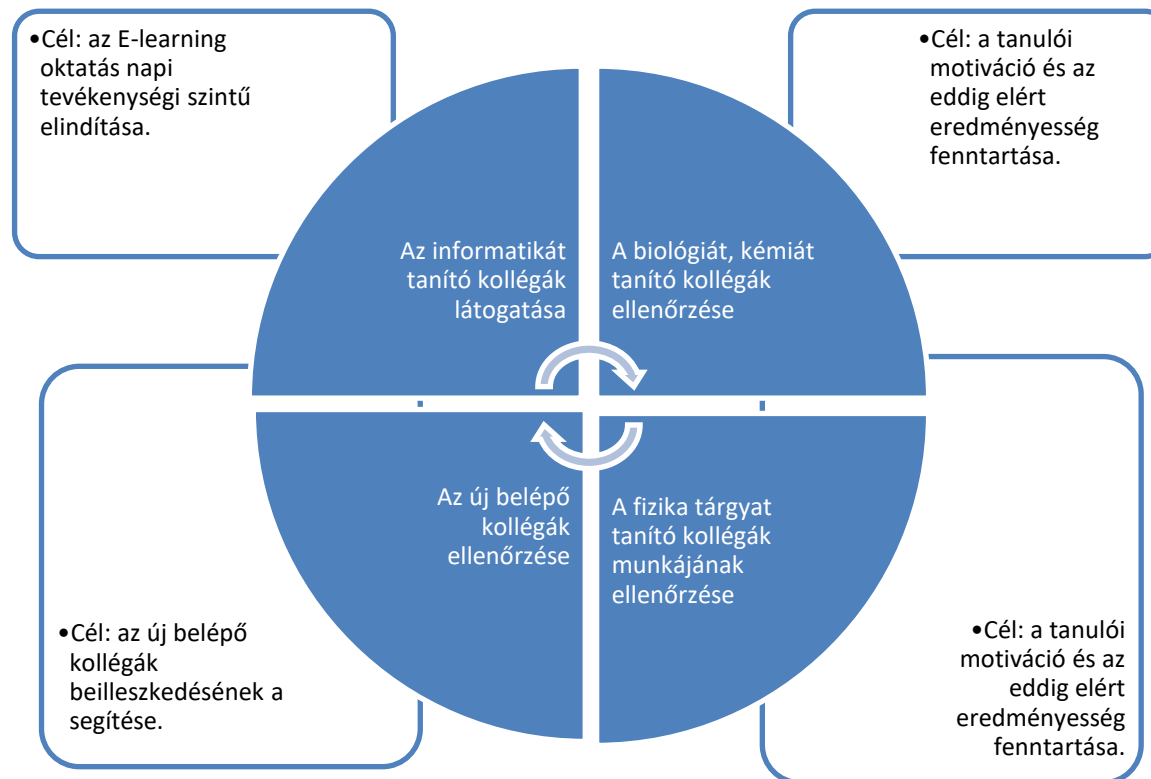 •Cél: az E-learning
oktatás napi
tevékenységi szintű
elindítása.
•Cél: a tanulói
motiváció és az
eddig elért
eredményesség
fenntartása.
Az informatikát
tanító kollégák
látogatása
A biológiát, kémiát
tanító kollégák
ellenőrzése
Az új belépő
kollégák
ellenőrzése
A fizika tárgyat
tanító kollégák
munkájának
ellenőrzése
•Cél: az új belépő
kollégák
beilleszkedésének a
segítése.
•Cél: a tanulói
motiváció és az
eddig elért
eredményesség
fenntartása.